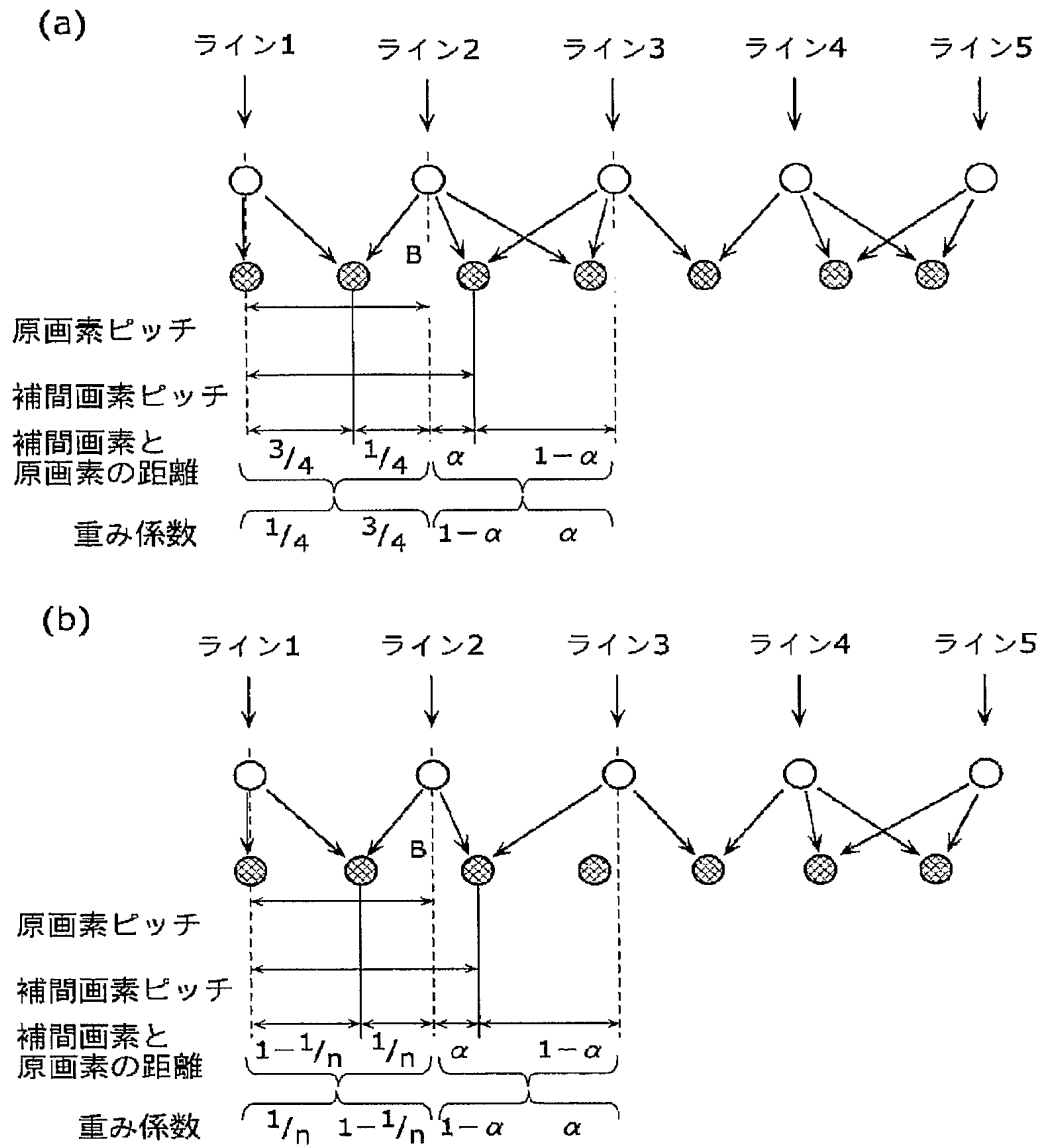 (a)
ライン1 ライン2 ライン3 ライン4 ライン5
B
原画素ピッチ
補間画素ピッチ
補間画素と
原画素の距離
3/4 1/4 α 1-α
重み係数
1/4 3/4 1-α α
(b)
ライン1 ライン2 ライン3 ライン4 ライン5
B
原画素ピッチ
補間画素ピッチ
補間画素と
原画素の距離
1-1/n 1/n α 1-α
重み係数
1/n 1-1/n 1-α α